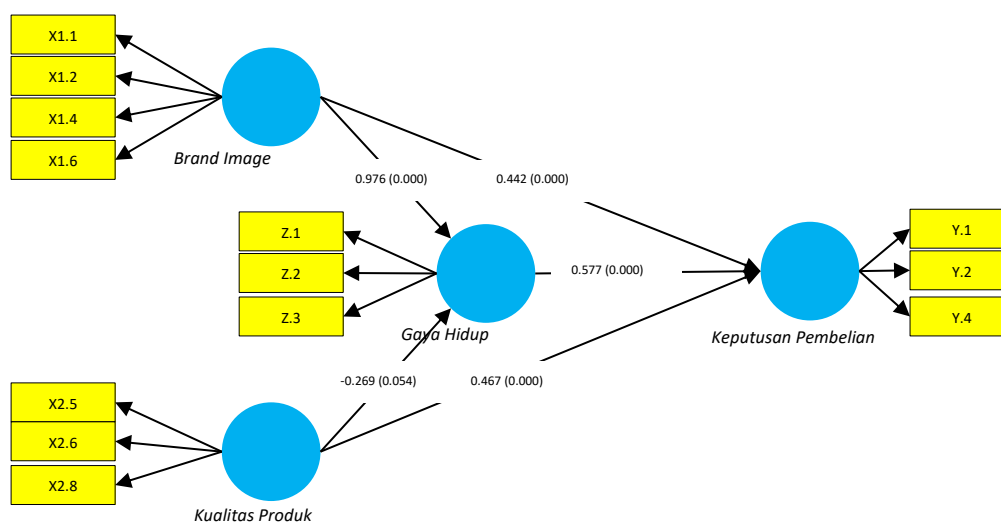 X1.1
X1.2
X1.4
X1.6
Brand Image
0.976 (0.000)
0.442 (0.000)
Z.1
Z.2
Z.3
Gaya Hidup
0.577 (0.000)
Y.1
Y.2
Y.4
Keputusan Pembelian
-0.269 (0.054)
0.467 (0.000)
X2.5
X2.6
X2.8
Kualitas Produk